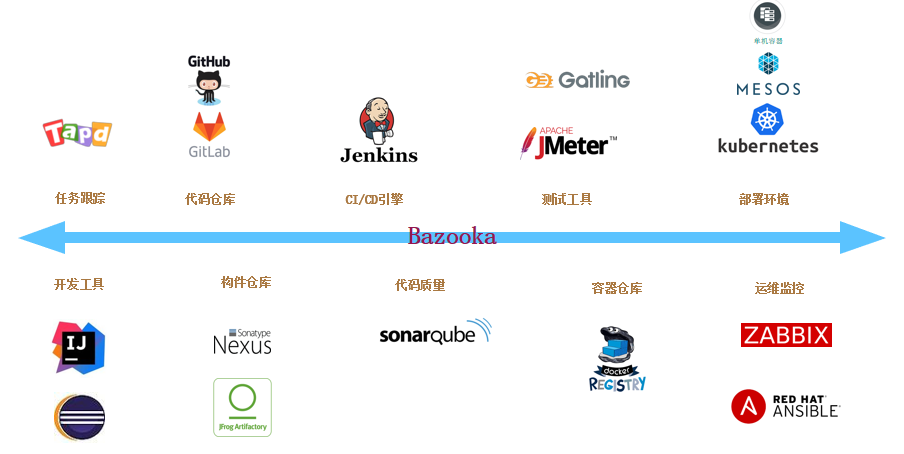 单机容器
GitHub
MESOS
Gatling
Tapd
GitLab
APACHE
JMeter™
Jenkins
kubernetes
任务跟踪
代码仓库
CI/CD引擎
测试工具
部署环境
Bazooka
开发工具
构件仓库
代码质量
容器仓库
运维监控
IJ
Sonatype
Nexus
sonarqube
docker
REGISTRY
ZABBIX
JFrog Artifactory
A
RED HAT®
ANSIBLE®